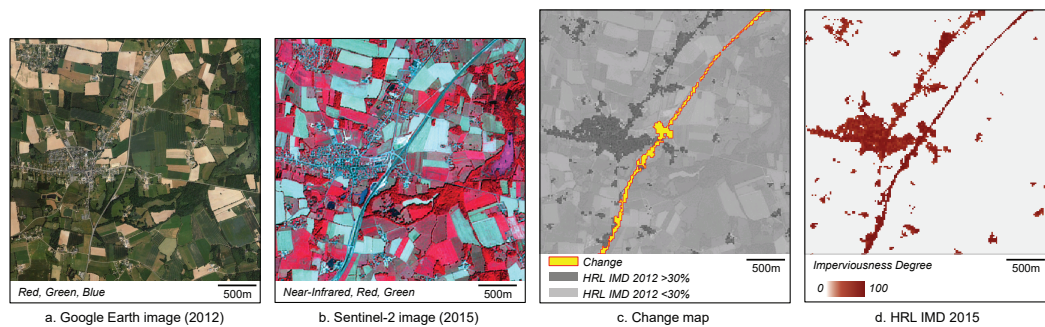 Red, Green, Blue
500m
a. Google Earth image (2012)
Near-Infrared, Red, Green
500m
b. Sentinel-2 image (2015)
Change
HRL IMD 2012 >30%
HRL IMD 2012 <30%
500m
c. Change map
Imperviousness Degree
0 100
500m
d. HRL IMD 2015